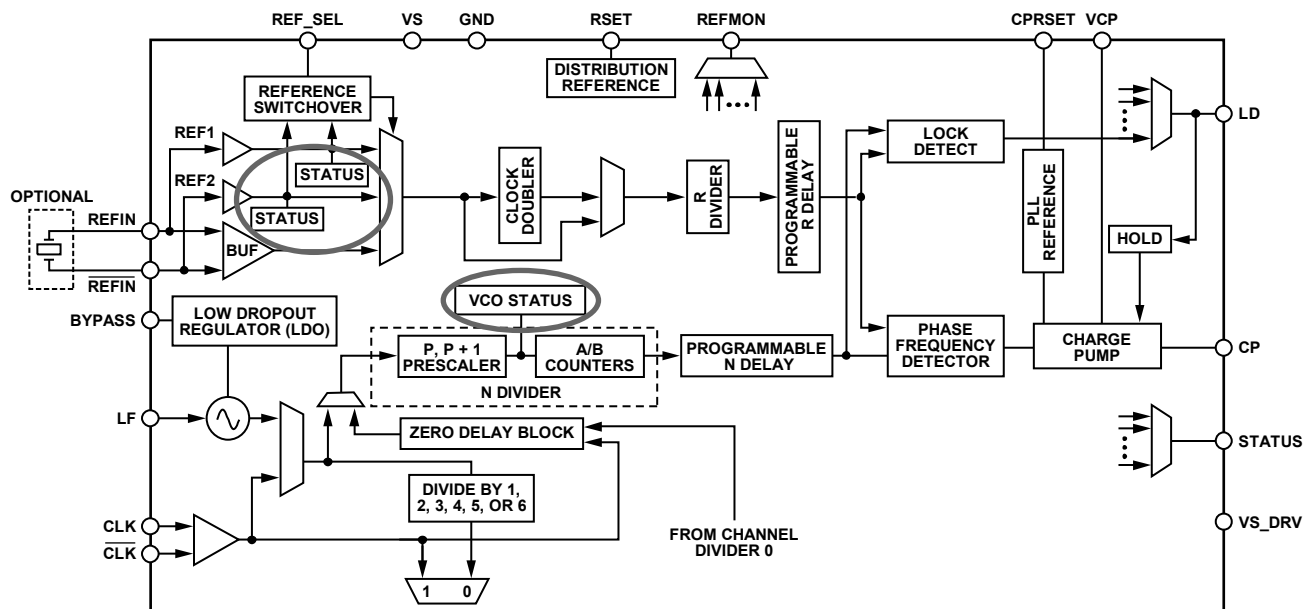 REF_SEL
VS
GND
RSET
REFMON
CPRSET
VCP
DISTRIBUTION
REFERENCE
REFERENCE
SWITCHOVER
REF1
REF2
STATUS
STATUS
BUF
OPTIONAL
REFIN
REFIN
CLOCK
DOUBLER
R
DIVIDER
PROGRAMMABLE
R DELAY
LOCK
DETECT
LD
PLL
REFERENCE
HOLD
BYPASS
LOW DROPOUT
REGULATOR (LDO)
VCO STATUS
P, P + 1
PRESCALER
A/B
COUNTERS
N DIVIDER
PROGRAMMABLE
N DELAY
PHASE
FREQUENCY
DETECTOR
CHARGE
PUMP
CP
LF
ZERO DELAY BLOCK
STATUS
DIVIDE BY 1,
2, 3, 4, 5, OR 6
CLK
CLK
FROM CHANNEL
DIVIDER 0
VS_DRV
1 0